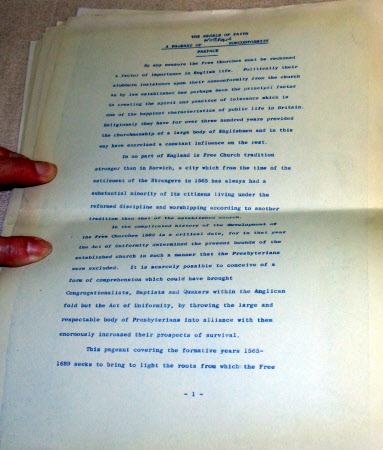 THE PEOPLE OF FAITH
A PAGEANT OF NONCONFORMIST
PREFACE
By any measure the Free Churches must be reckoned
a factor of importance in English life. Politically their
stubborn insistence upon their nonconformity from the church
as by law established has perhaps been the principal factor
in creating the spirit and practice of tolerance which is
one of the happiest characteristics of public life in Britain.
Religiously they have for over three hundred years provided
the churchmanship of a large body of Englishmen and in this
way have exercised a constant influence on the rest.
In no part of England is Free Church tradition
stronger than in Norwich, a city which from the time of the
settlement of the Strangers in 1565 has always had a
substantial minority of its citizens living under the
reformed discipline and worshipping according to another
tradition than that of the established church.
In the complicated history of the development of
the Free Churches 1662 is a critical date, for in that year
the Act of Uniformity determined the present bounds of the
established church in such a manner that the Presbyterians
were excluded. It is scarcely possible to conceive of a
form of comprehension which could have brought
Congregationalists, Baptists and Quakers within the Anglican
fold but the Act of Uniformity, by throwing the large and
respectable body of Presbyterians into alliance with them
enormously increased their prospects of survival.
This pageant covering the formative years 1565-
1689 seeks to bring to light the roots from which the Free
- 1 -